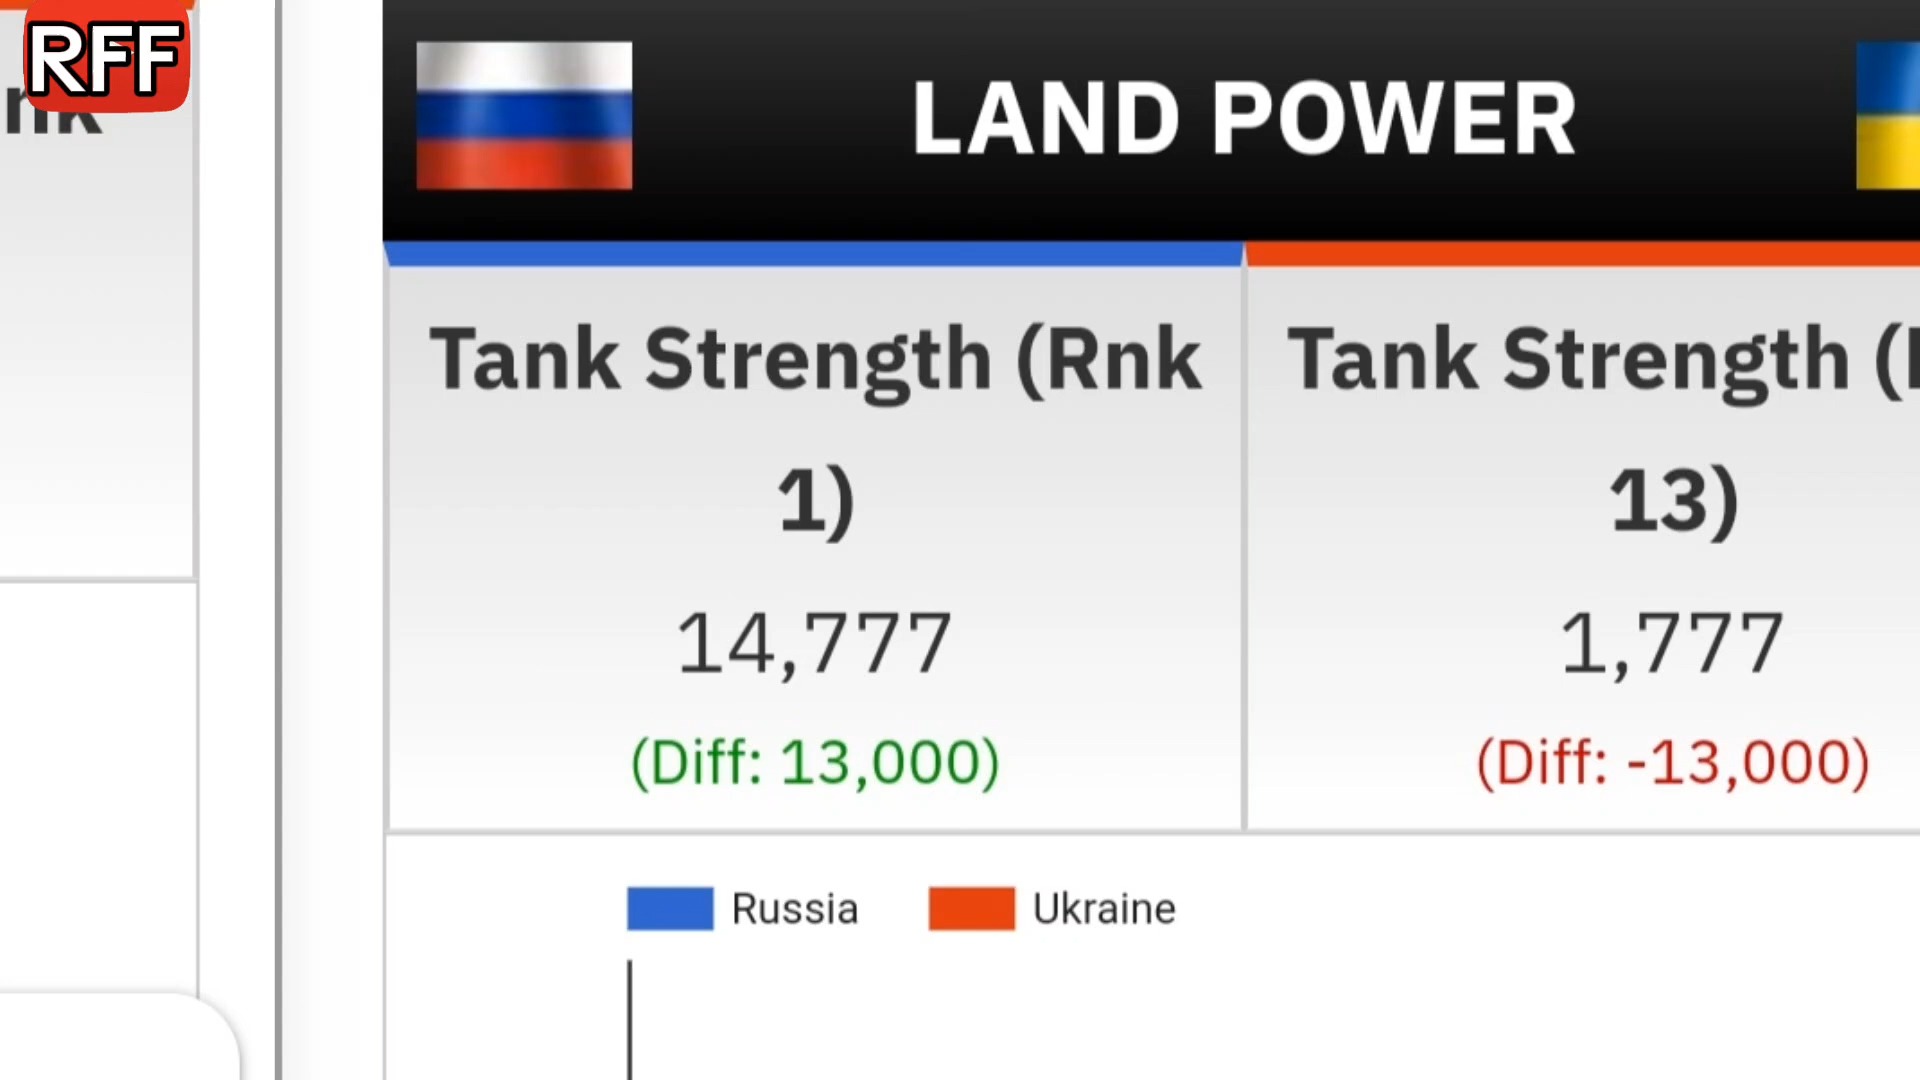 RFF
nk
LAND POWER
Tank Strength (Rnk
1)
14,777
(Diff: 13,000)
Tank Strength (
13)
1,777
(Diff: -13,000)
Russia
Ukraine